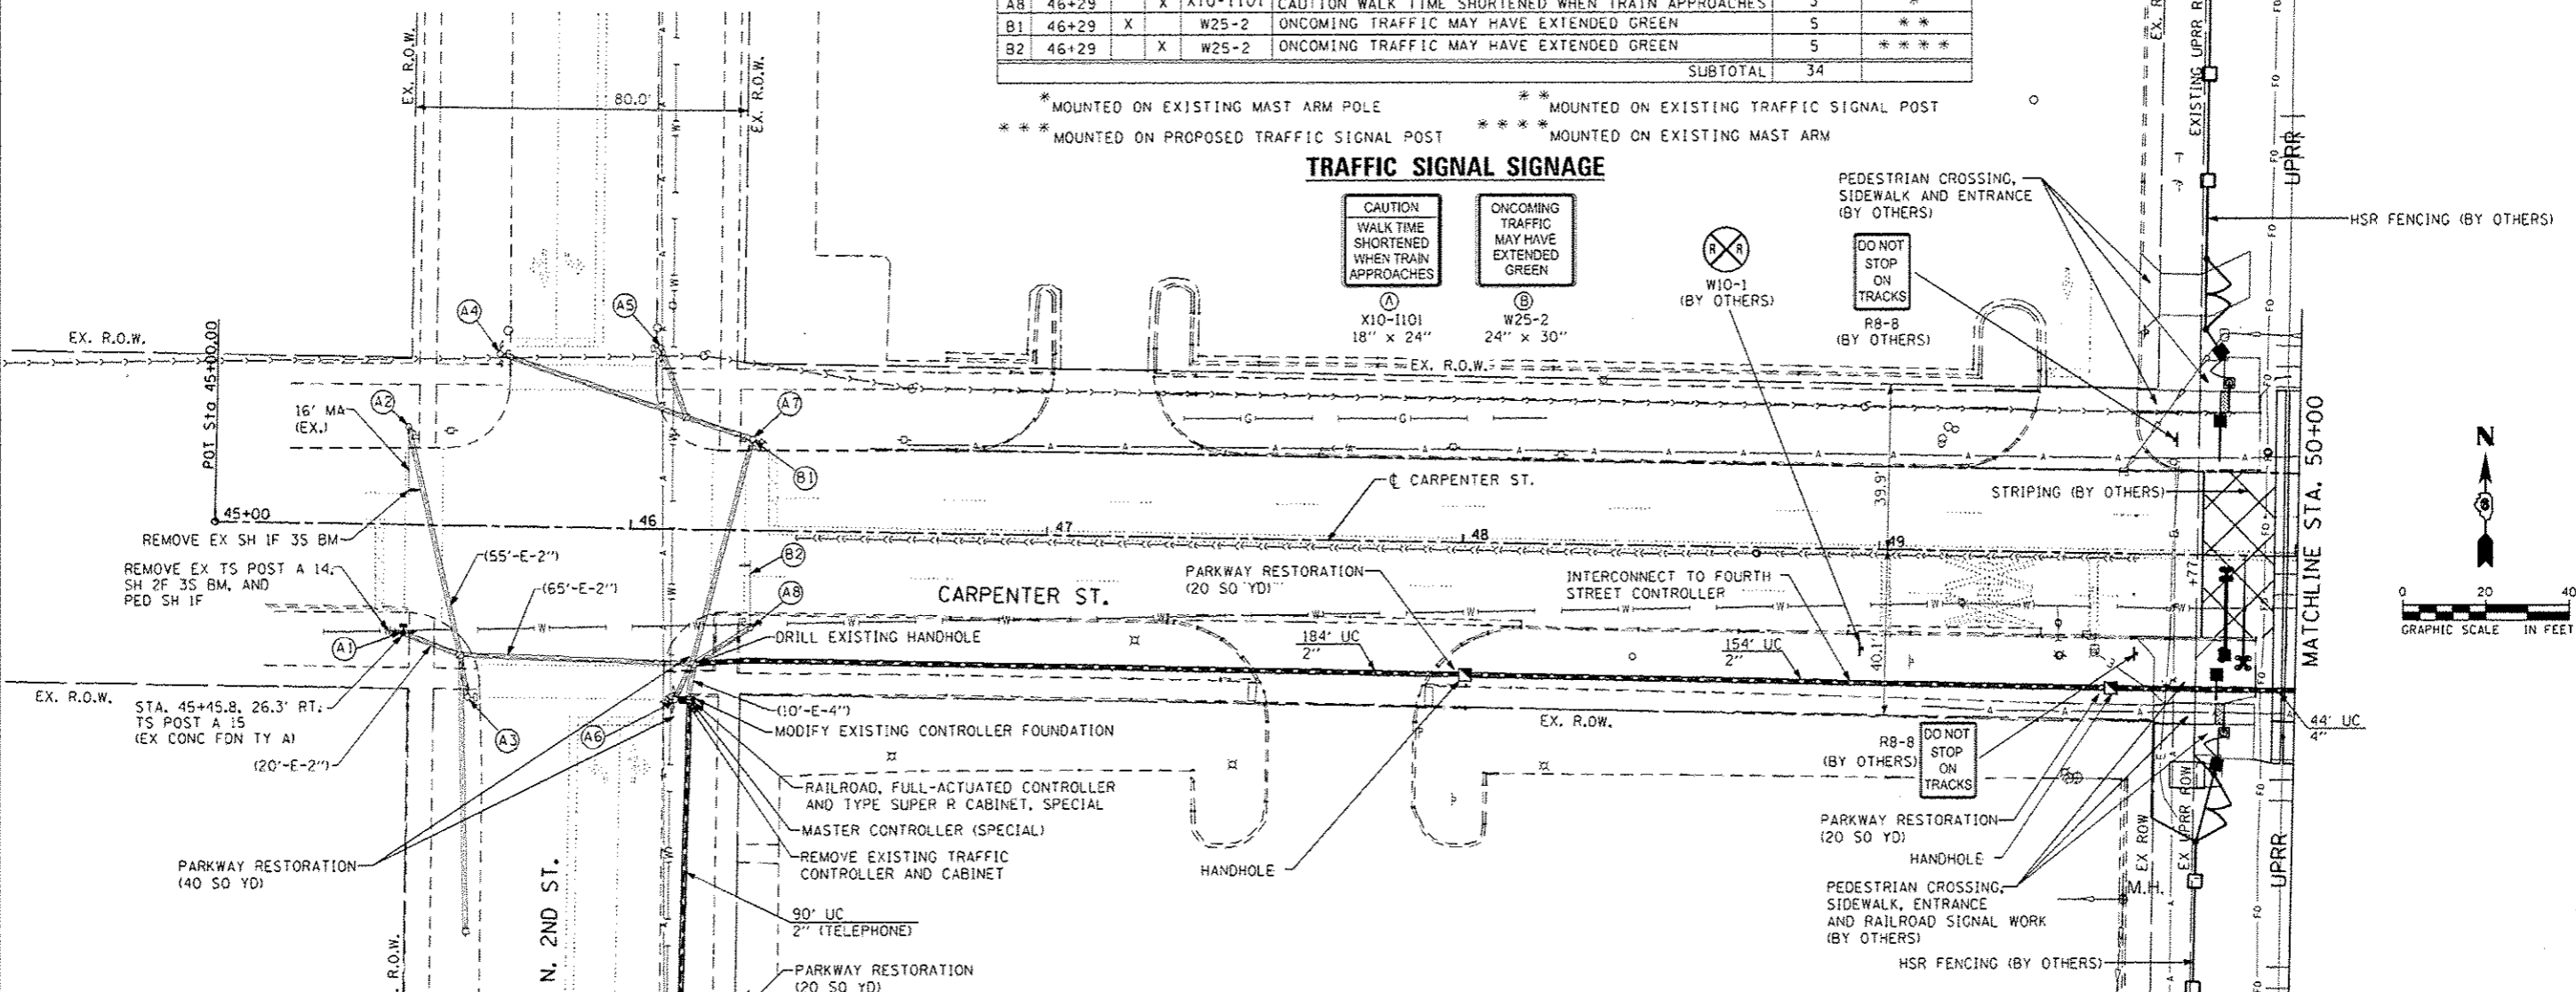 A8 46+29 X X10-I101 CAUTION WALK TIME SHORTENED WHEN TRAIN APPROACHES 3 *
B1 46+29 X W25-2 ONCOMING TRAFFIC MAY HAVE EXTENDED GREEN 5 * *
B2 46+29 X W25-2 ONCOMING TRAFFIC MAY HAVE EXTENDED GREEN 5 * * * *
SUBTOTAL 34
* MOUNTED ON EXISTING MAST ARM POLE
* * MOUNTED ON EXISTING TRAFFIC SIGNAL POST
* * * MOUNTED ON PROPOSED TRAFFIC SIGNAL POST
* * * * MOUNTED ON EXISTING MAST ARM
TRAFFIC SIGNAL SIGNAGE
CAUTION
WALK TIME
SHORTENED
WHEN TRAIN
APPROACHES
A
X10-I101
18" x 24"
ONCOMING
TRAFFIC
MAY HAVE
EXTENDED
GREEN
B
W25-2
24" x 30"
R R
W10-1
(BY OTHERS)
DO NOT
STOP
ON
TRACKS
R8-8
(BY OTHERS)
PEDESTRIAN CROSSING,
SIDEWALK AND ENTRANCE
(BY OTHERS)
HSR FENCING (BY OTHERS)
EX. R.O.W.
80.0'
EX. R.O.W.
EXISTING UPRR R
UPRR
EX. R.O.W.
POT Sta 45+00.00
A4
A5
A2
16' MA
(EX.)
A7
B1
EX. R.O.W.
℄ CARPENTER ST.
39.9'
STRIPING (BY OTHERS)
MATCHLINE STA. 50+00
N
45+00
46
47
48
49
+77
REMOVE EX SH 1F 3S BM
REMOVE EX TS POST A 14,
SH 2F 3S BM, AND
PED SH 1F
(55'-E-2")
(65'-E-2")
B2
A8
CARPENTER ST.
PARKWAY RESTORATION
(20 SQ YD)
INTERCONNECT TO FOURTH
STREET CONTROLLER
0 20 40
GRAPHIC SCALE IN FEET
DRILL EXISTING HANDHOLE
184' UC
2"
154' UC
2"
40.1'
A1
EX. R.O.W.
STA. 45+45.8, 26.3' RT.
TS POST A 15
(EX CONC FDN TY A)
(20'-E-2")
A3
A6
(10'-E-4")
MODIFY EXISTING CONTROLLER FOUNDATION
EX. R.O.W.
44' UC
4"
R8-8
(BY OTHERS)
DO NOT
STOP
ON
TRACKS
RAILROAD, FULL-ACTUATED CONTROLLER
AND TYPE SUPER R CABINET, SPECIAL
MASTER CONTROLLER (SPECIAL)
REMOVE EXISTING TRAFFIC
CONTROLLER AND CABINET
HANDHOLE
PARKWAY RESTORATION
(20 SQ YD)
HANDHOLE
PARKWAY RESTORATION
(40 SQ YD)
PEDESTRIAN CROSSING,
SIDEWALK, ENTRANCE
AND RAILROAD SIGNAL WORK
(BY OTHERS)
EX ROW
EX UPRR ROW
M.H.
UPRR
N. 2ND ST.
90' UC
2" (TELEPHONE)
HSR FENCING (BY OTHERS)
R.O.W.
PARKWAY RESTORATION
(20 SQ YD)